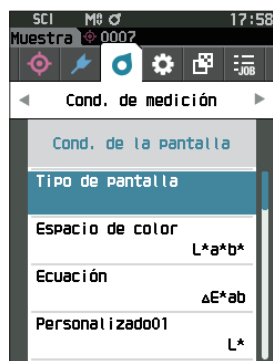 SCI M 17:58
Muestra 0007
-JOB
Cond. de medición
Cond. de la pantalla
Tipo de pantalla
Espacio de color
L*a*b*
Ecuación
ΔE*ab
Personalizado01
L*